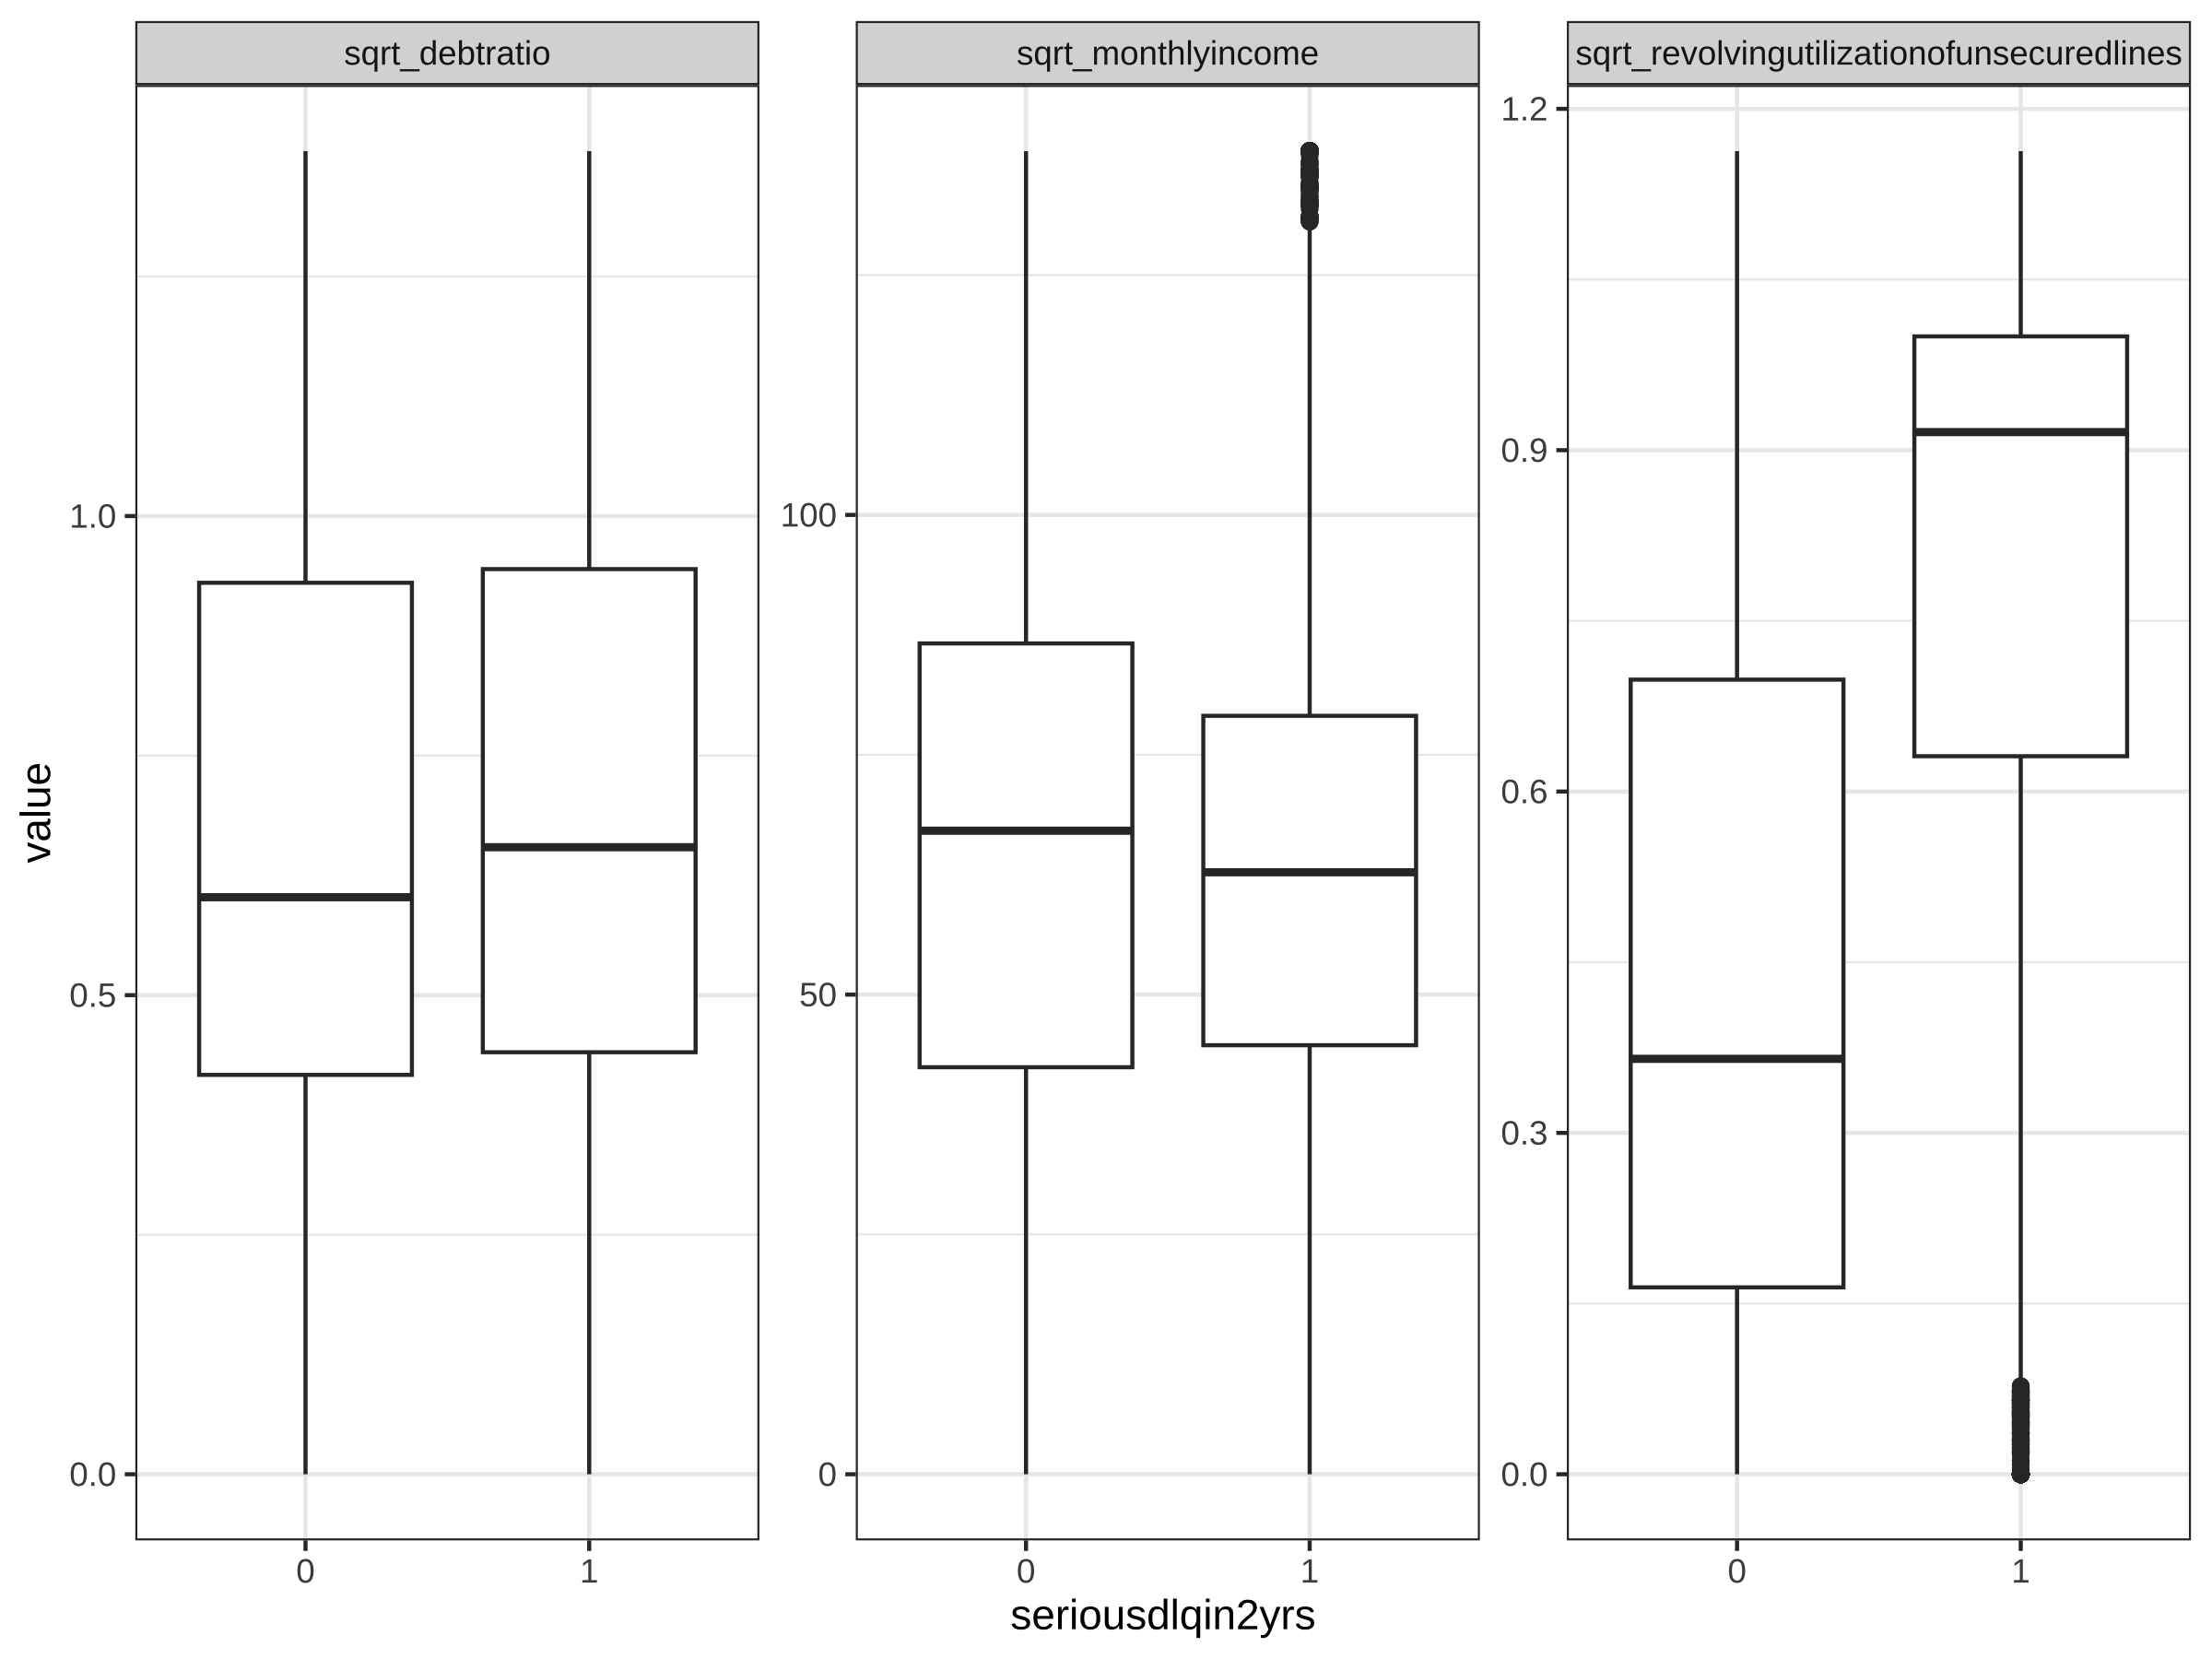 sqrt_debtratio
sqrt_monthlyincome
sqrt_revolvingutilizationofunsecuredlines
value
1.0
0.5
0.0
100
50
0
1.2
0.9
0.6
0.3
0.0
0 1 0 1 0 1
seriousdlqin2yrs